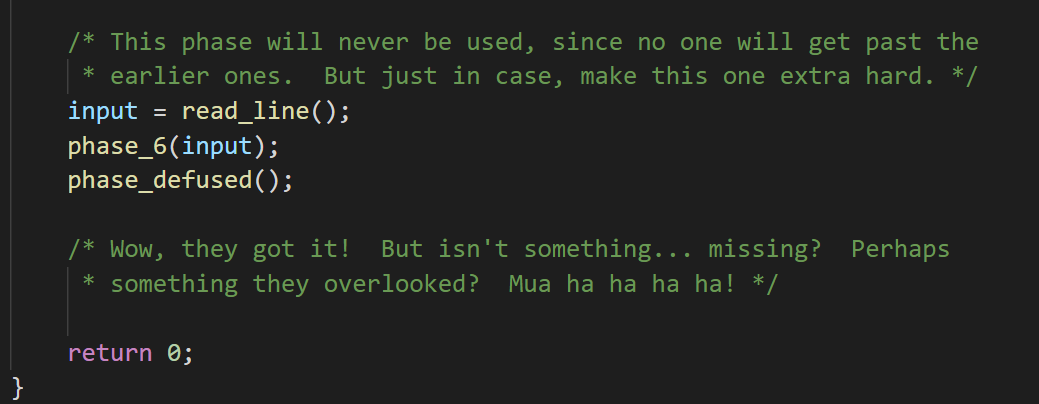 /* This phase will never be used, since no one will get past the
* earlier ones.  But just in case, make this one extra hard. */
input = read_line();
phase_6(input);
phase_defused();
/* Wow, they got it!  But isn't something... missing?  Perhaps
* something they overlooked?  Mua ha ha ha ha! */
return 0;
}